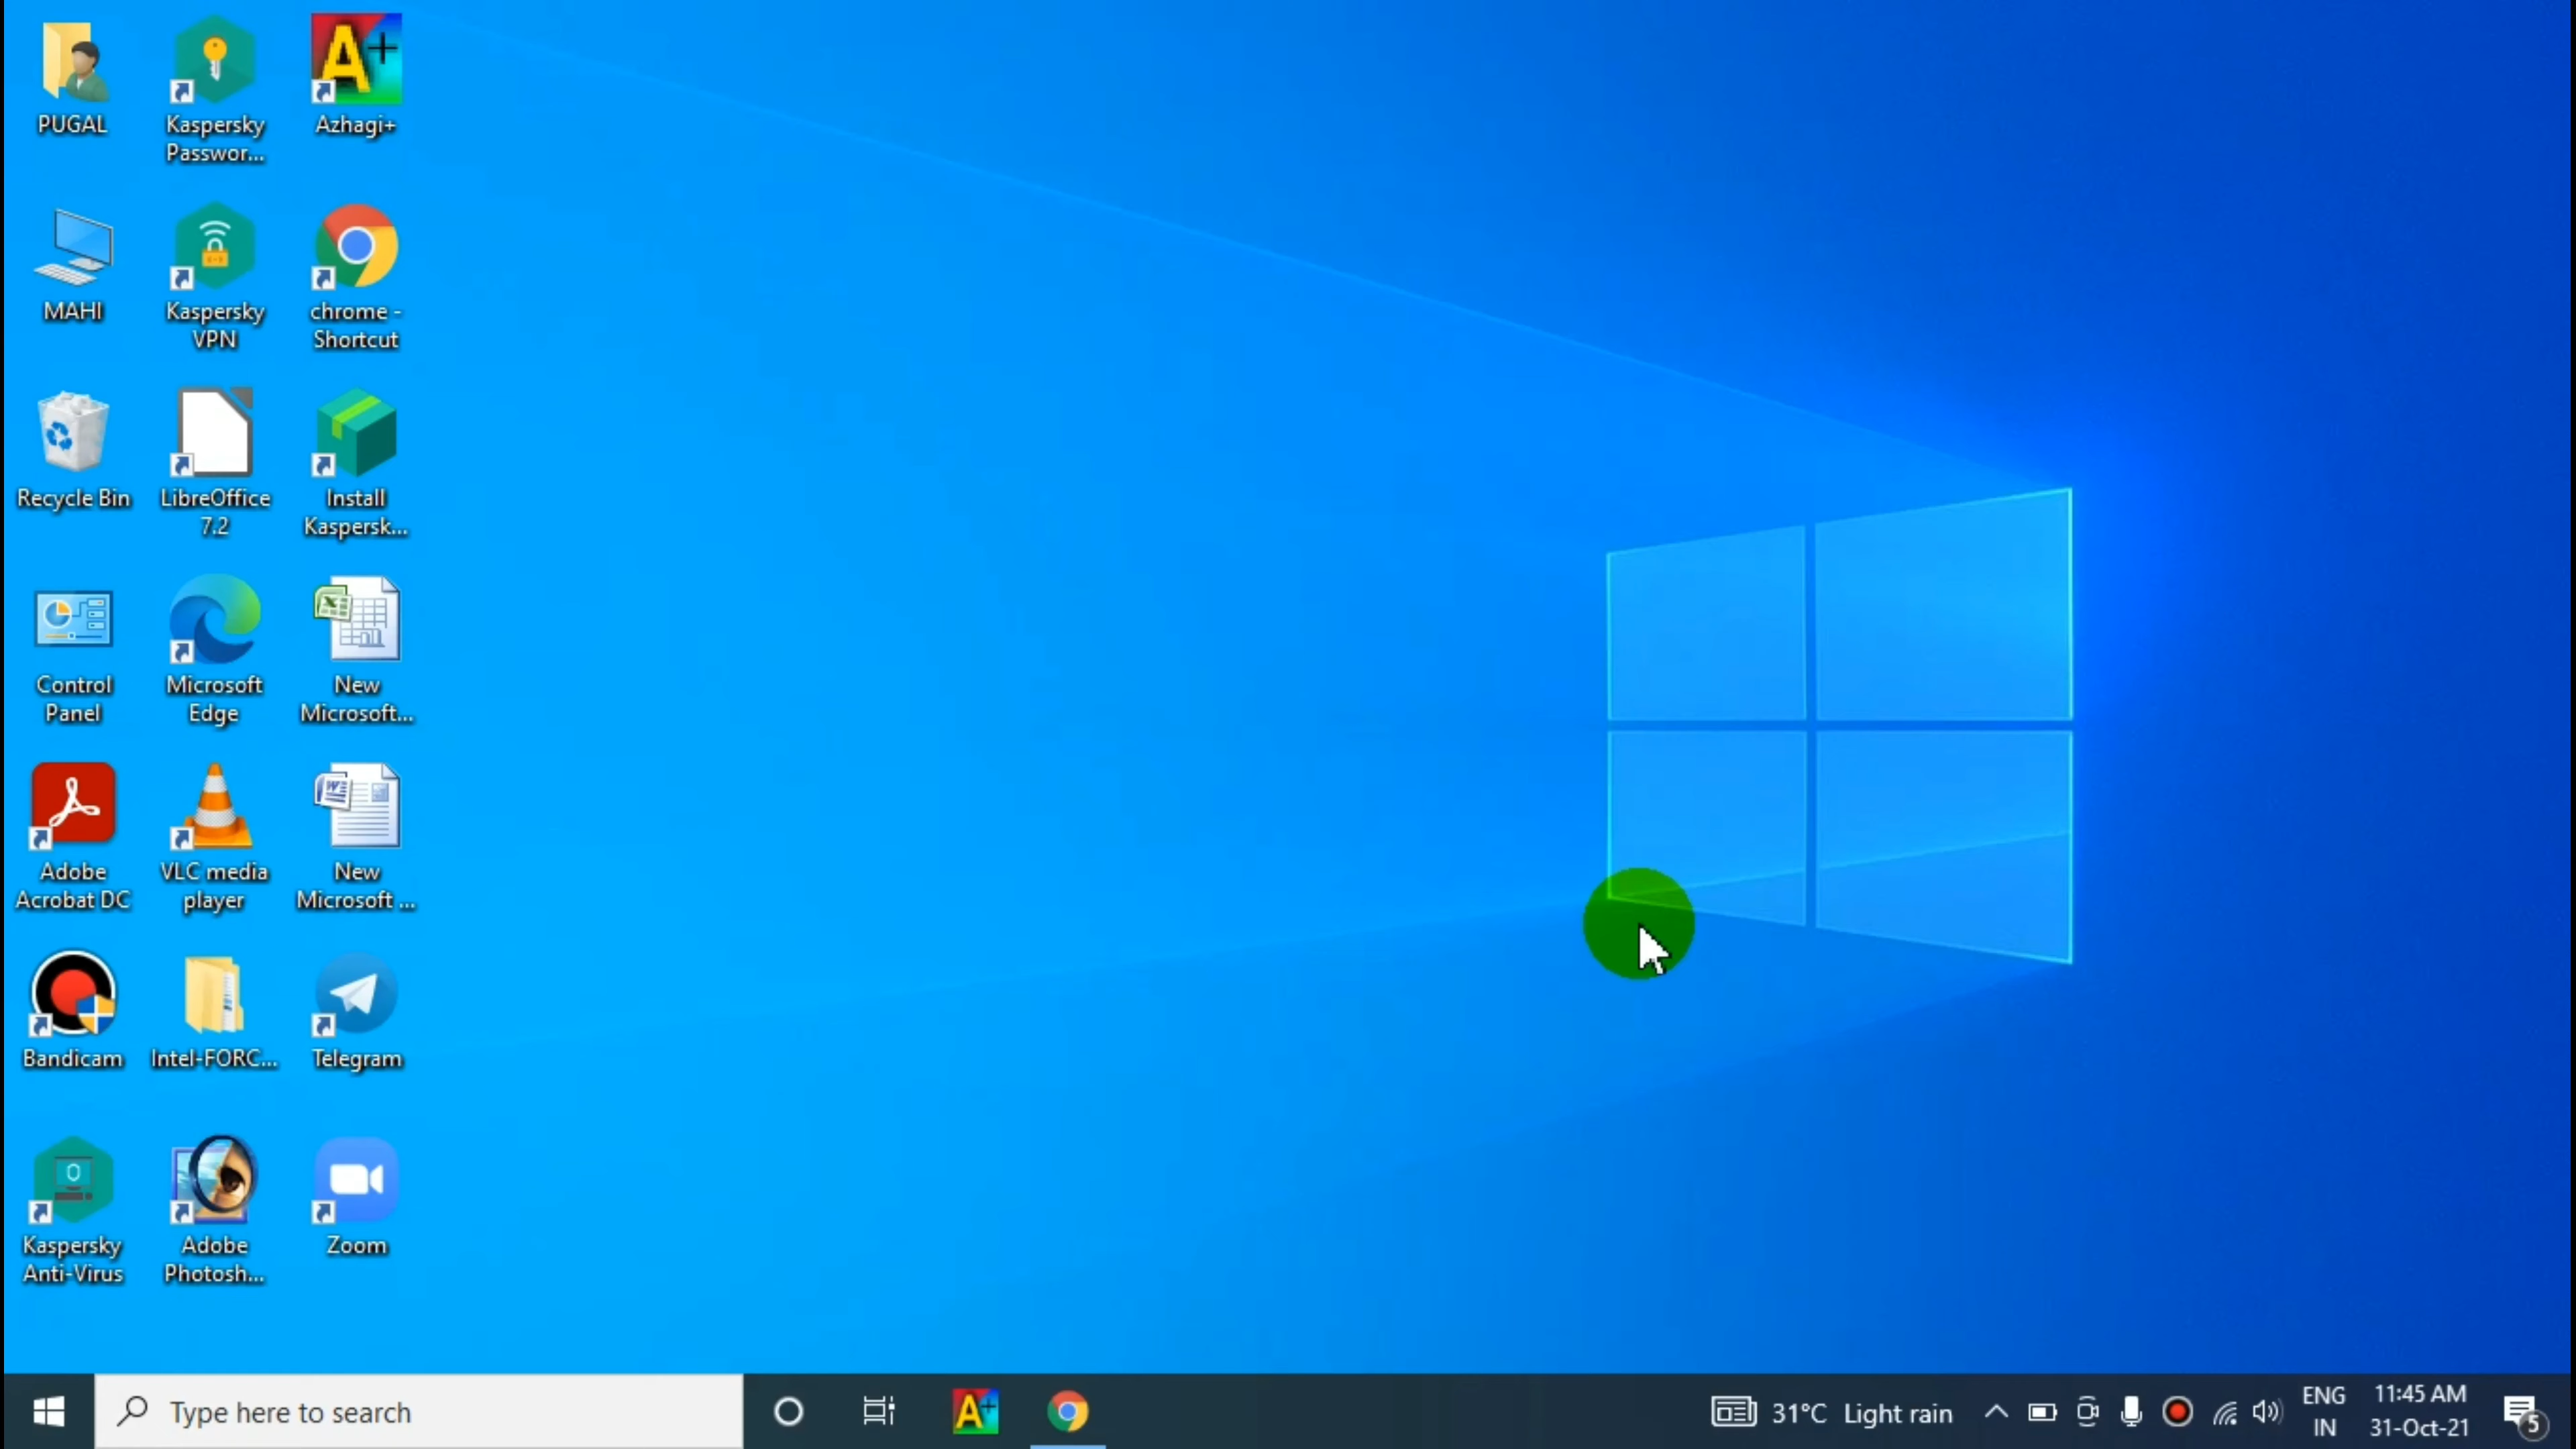 PUGAL
Kaspersky
Passwor...
Azhagi+
MAHI
Kaspersky
VPN
chrome -
Shortcut
Recycle Bin
LibreOffice
7.2
Install
Kaspersk...
Control
Panel
Microsoft
Edge
New
Microsoft...
Adobe
Acrobat DC
VLC media
player
New
Microsoft ...
Bandicam
Intel-FORC...
Telegram
Kaspersky
Anti-Virus
Adobe
Photosh...
Zoom
Type here to search
31°C Light rain
ENG
IN
11:45 AM
31-Oct-21
5